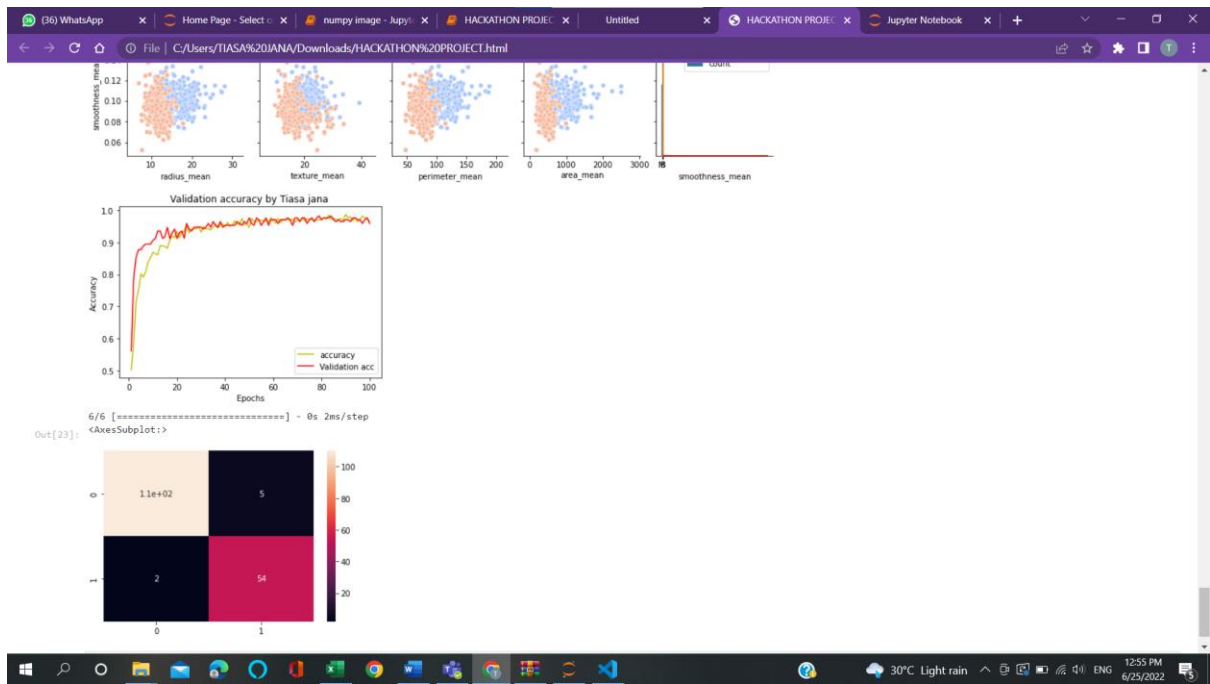 (36) WhatsApp
Home Page - Select o
numpy image - Jupyt
HACKATHON PROJEC
Untitled
HACKATHON PROJEC
Jupyter Notebook
File | C:/Users/TIASA%20JANA/Downloads/HACKATHON%20PROJECT.html
count
smoothness_mea
0.12
0.10
0.08
0.06
10 20 30
20 40
50 100 150 200
0 1000 2000 3000
radius_mean
texture_mean
perimeter_mean
area_mean
smoothness_mean
Validation accuracy by Tiasa jana
1.0
0.9
0.8
0.7
0.6
0.5
Accuracy
accuracy
Validation acc
0 20 40 60 80 100
Epochs
6/6 [==============================] - 0s 2ms/step
Out[23]: <AxesSubplot:>
0 1.1e+02 5
1 2 54
0 1
100
80
60
40
20
30°C Light rain
ENG
12:55 PM
6/25/2022